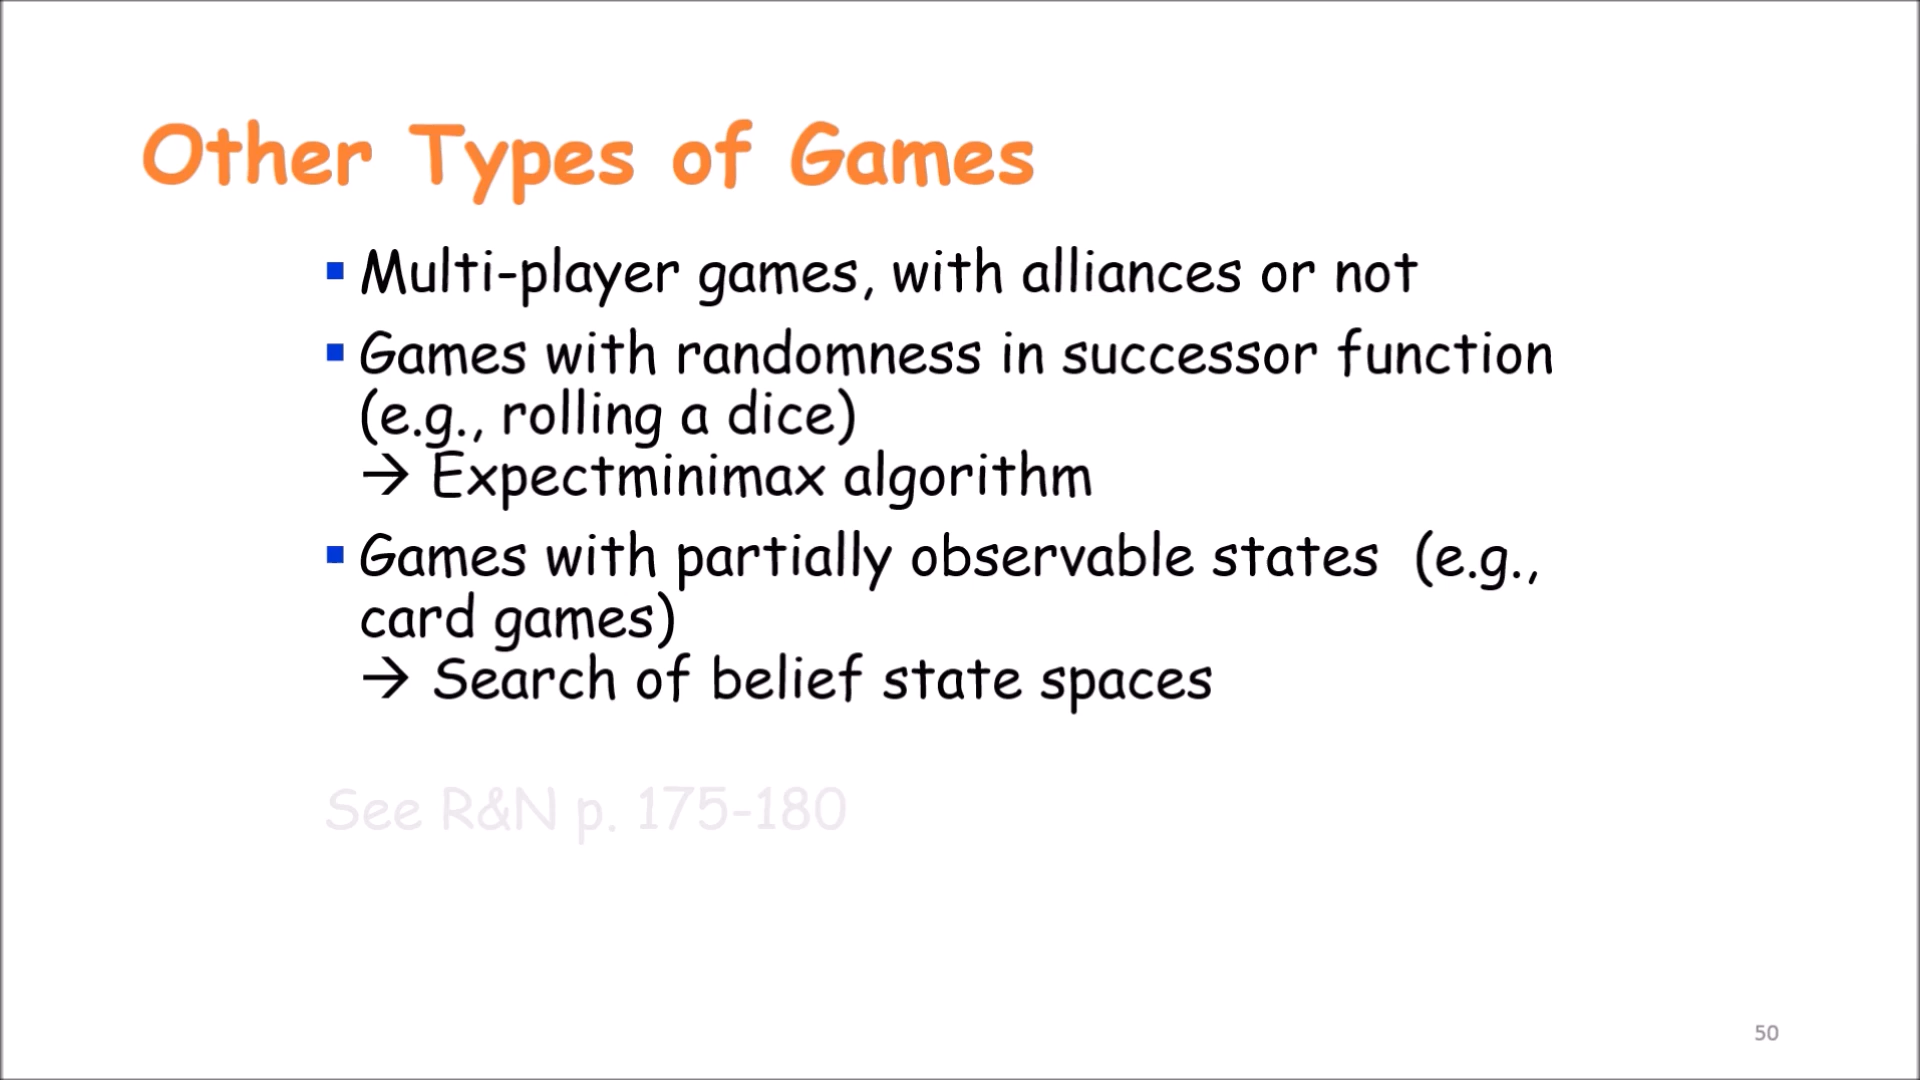 Other Types of Games
▪ Multi-player games, with alliances or not
▪ Games with randomness in successor function
(e.g., rolling a dice)
→ Expectminimax algorithm
▪ Games with partially observable states (e.g.,
card games)
→ Search of belief state spaces
See R&N p. 175-180
50